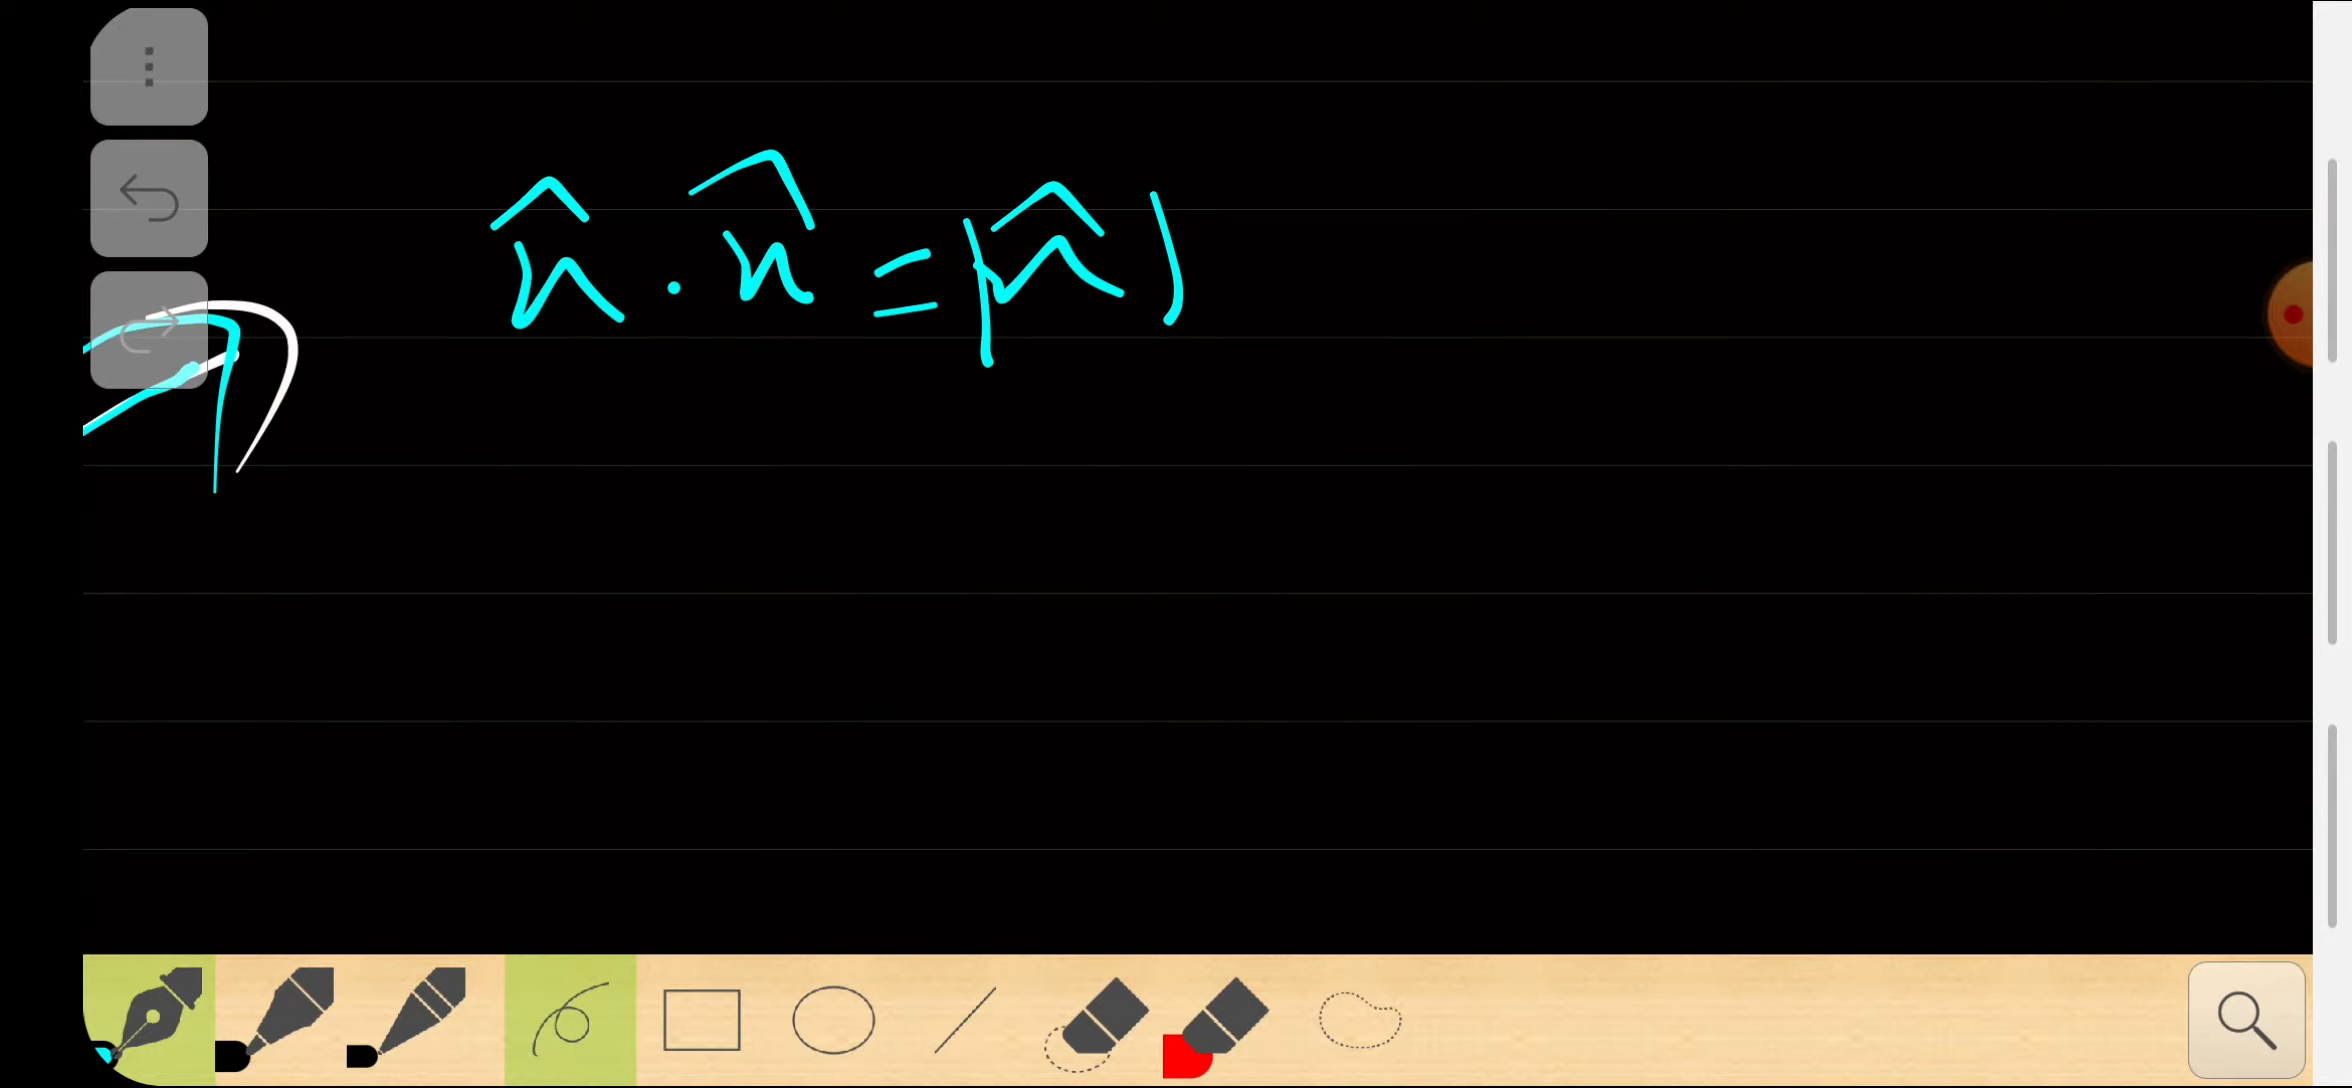 n̂ · n̂ = |n̂|